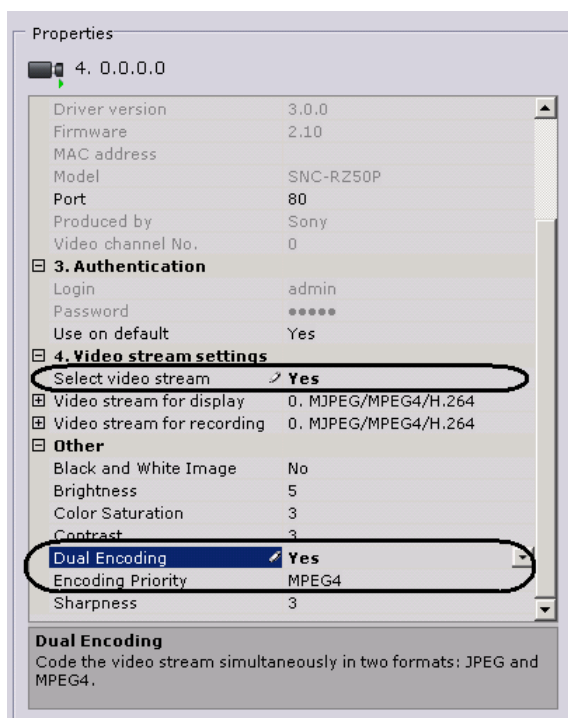 Properties
4. 0.0.0.0
Driver version 3.0.0
Firmware 2.10
MAC address
Model SNC-RZ50P
Port 80
Produced by Sony
Video channel No. 0
3. Authentication
Login admin
Password •••••
Use on default Yes
4. Video stream settings
Select video stream Yes
Video stream for display 0. MJPEG/MPEG4/H.264
Video stream for recording 0. MJPEG/MPEG4/H.264
Other
Black and White Image No
Brightness 5
Color Saturation 3
Contrast 3
Dual Encoding Yes
Encoding Priority MPEG4
Sharpness 3
Dual Encoding
Code the video stream simultaneously in two formats: JPEG and
MPEG4.